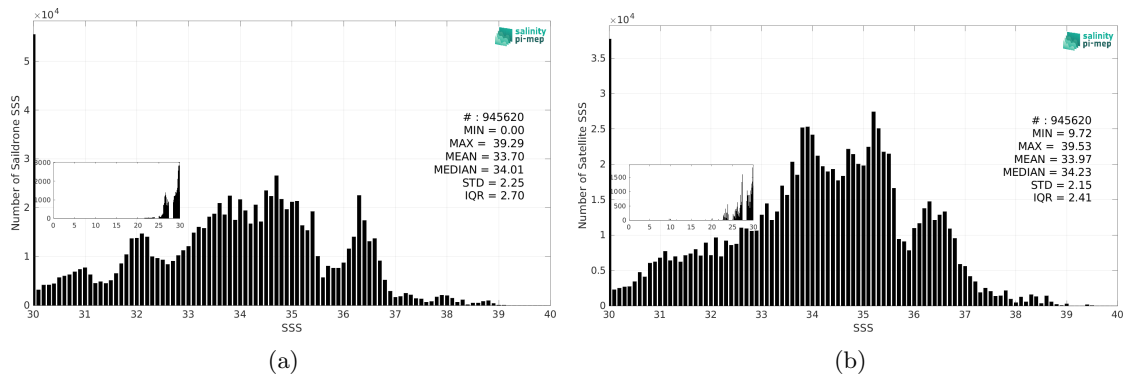 ×10⁴
salinity
pi-mep
5
4
3
2
1
0
Number of Saildrone SSS
# : 945620
MIN = 0.00
MAX = 39.29
MEAN = 33.70
MEDIAN = 34.01
STD = 2.25
IQR = 2.70
3000
2000
1000
0
0 5 10 15 20 25 30
30 31 32 33 34 35 36 37 38 39 40
SSS
(a)
×10⁴
salinity
pi-mep
3.5
3
2.5
2
1.5
1
0.5
0
Number of Satellite SSS
# : 945620
MIN = 9.72
MAX = 39.53
MEAN = 33.97
MEDIAN = 34.23
STD = 2.15
IQR = 2.41
1500
1000
500
0
0 5 10 15 20 25 30
30 31 32 33 34 35 36 37 38 39 40
SSS
(b)